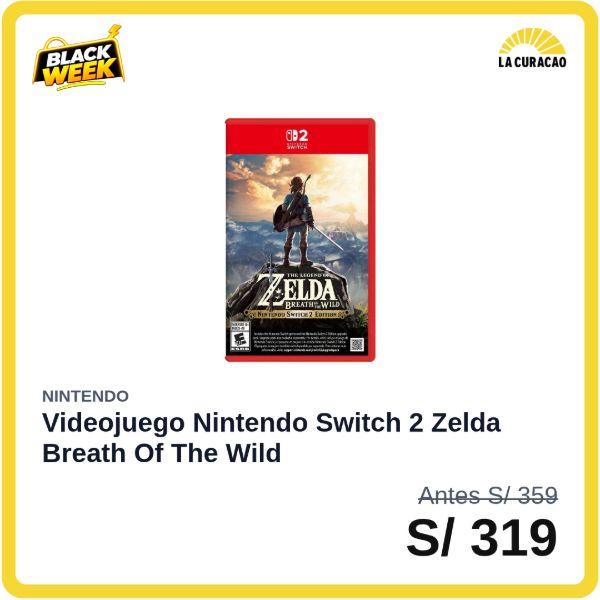 BLACK
WEEK
LA CURACAO
2
NINTENDO
SWITCH
THE LEGEND OF
ZELDA
BREATH OF THE WILD
NINTENDO SWITCH 2 EDITION
E
NINTENDO
Videojuego Nintendo Switch 2 Zelda
Breath Of The Wild
Antes S/ 359
S/ 319